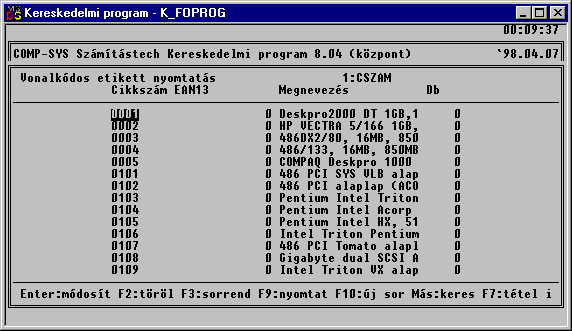 Kereskedelmi program - K_FOPROG
00:09:37
COMP-SYS Számítástech Kereskedelmi program 8.04 (központ) `98.04.07
Vonalkódos etikett nyomtatás 1:CSZAM
Cikkszám EAN13 Megnevezés Db
0001 0 Deskpro2000 DT 1GB,1 0
0002 0 HP VECTRA 5/166 1GB, 0
0003 0 486DX2/80, 16MB, 850 0
0004 0 486/133, 16MB, 850MB 0
0005 0 COMPAQ Deskpro 1000 0
0101 0 486 PCI SYS VLB alap 0
0102 0 486 PCI alaplap (ACO 0
0103 0 Pentium Intel Triton 0
0104 0 Pentium Intel Acorp 0
0105 0 Pentium Intel HX, 51 0
0106 0 Intel Triton Pentium 0
0107 0 486 PCI Tomato alapl 0
0108 0 Gigabyte dual SCSI A 0
0109 0 Intel Triton VX alap 0
Enter:módosít F2:töröl F3:sorrend F9:nyomtat F10:új sor Más:keres F7:tétel i